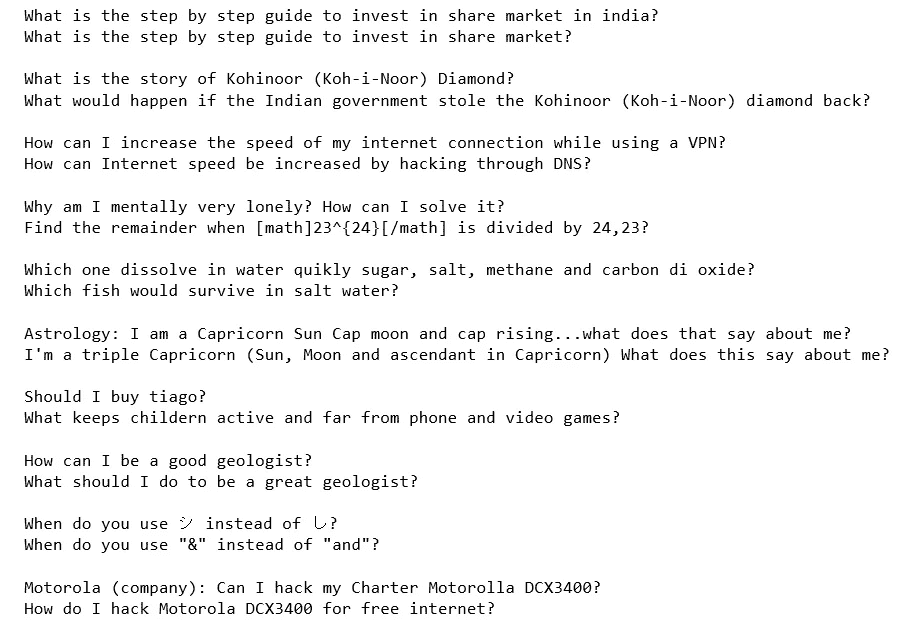 What is the step by step guide to invest in share market in india?
What is the step by step guide to invest in share market?
What is the story of Kohinoor (Koh-i-Noor) Diamond?
What would happen if the Indian government stole the Kohinoor (Koh-i-Noor) diamond back?
How can I increase the speed of my internet connection while using a VPN?
How can Internet speed be increased by hacking through DNS?
Why am I mentally very lonely? How can I solve it?
Find the remainder when [math]23^{24}[/math] is divided by 24,23?
Which one dissolve in water quikly sugar, salt, methane and carbon di oxide?
Which fish would survive in salt water?
Astrology: I am a Capricorn Sun Cap moon and cap rising...what does that say about me?
I'm a triple Capricorn (Sun, Moon and ascendant in Capricorn) What does this say about me?
Should I buy tiago?
What keeps childern active and far from phone and video games?
How can I be a good geologist?
What should I do to be a great geologist?
When do you use シ instead of し?
When do you use "&" instead of "and"?
Motorola (company): Can I hack my Charter Motorolla DCX3400?
How do I hack Motorola DCX3400 for free internet?